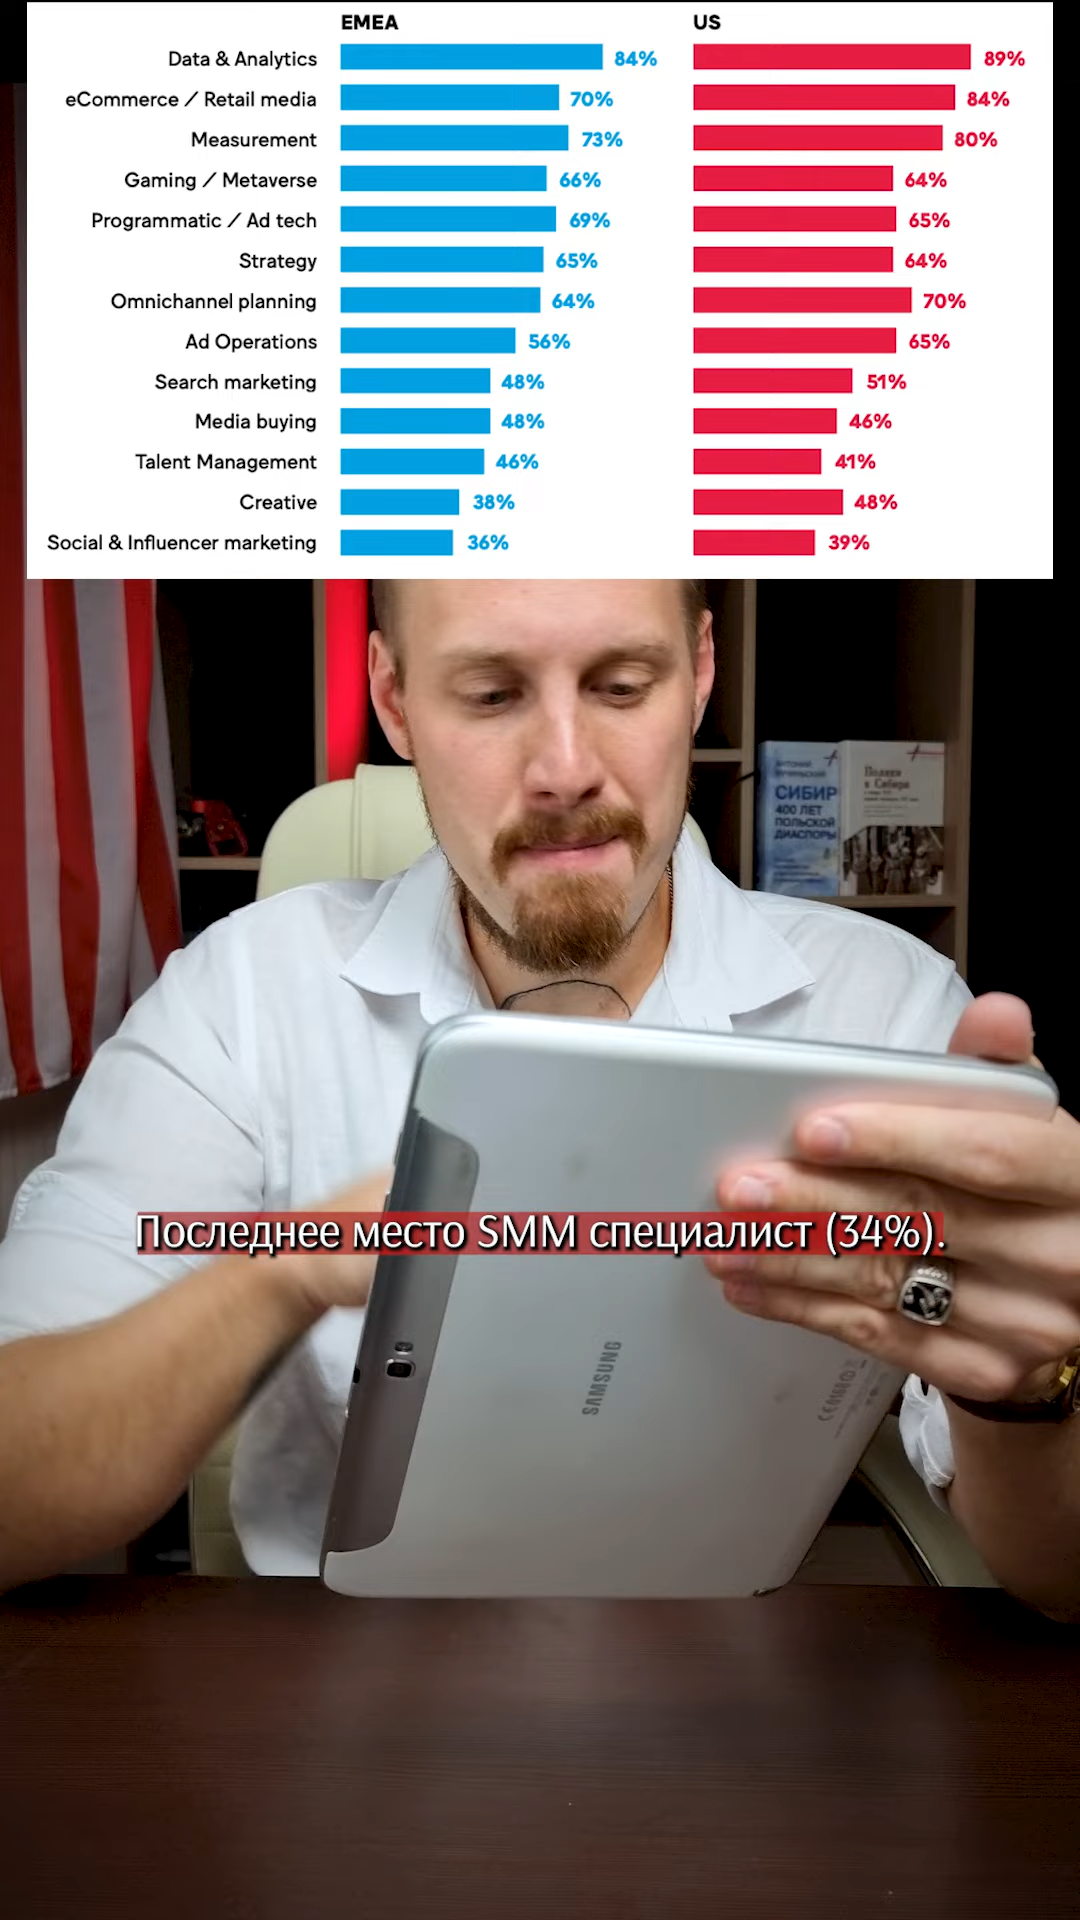 EMEA US
Data & Analytics 84% 89%
eCommerce / Retail media 70% 84%
Measurement 73% 80%
Gaming / Metaverse 66% 64%
Programmatic / Ad tech 69% 65%
Strategy 65% 64%
Omnichannel planning 64% 70%
Ad Operations 56% 65%
Search marketing 48% 51%
Media buying 48% 46%
Talent Management 46% 41%
Creative 38% 48%
Social & Influencer marketing 36% 39%
СИБИР
400 ЛЕТ
ПОЛЬСКОЙ
ДИАСПОРЫ
Поляки
в Сибири
Последнее место SMM специалист (34%).
SAMSUNG